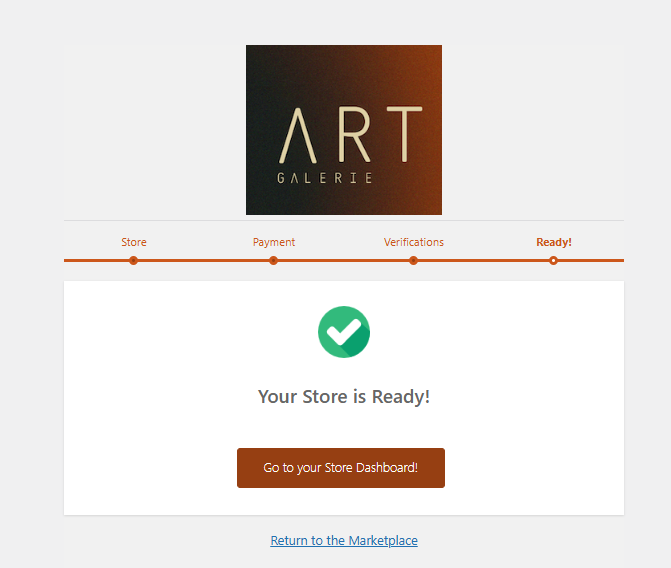 ART
GALERIE
Store Payment Verifications Ready!
Your Store is Ready!
Go to your Store Dashboard!
Return to the Marketplace